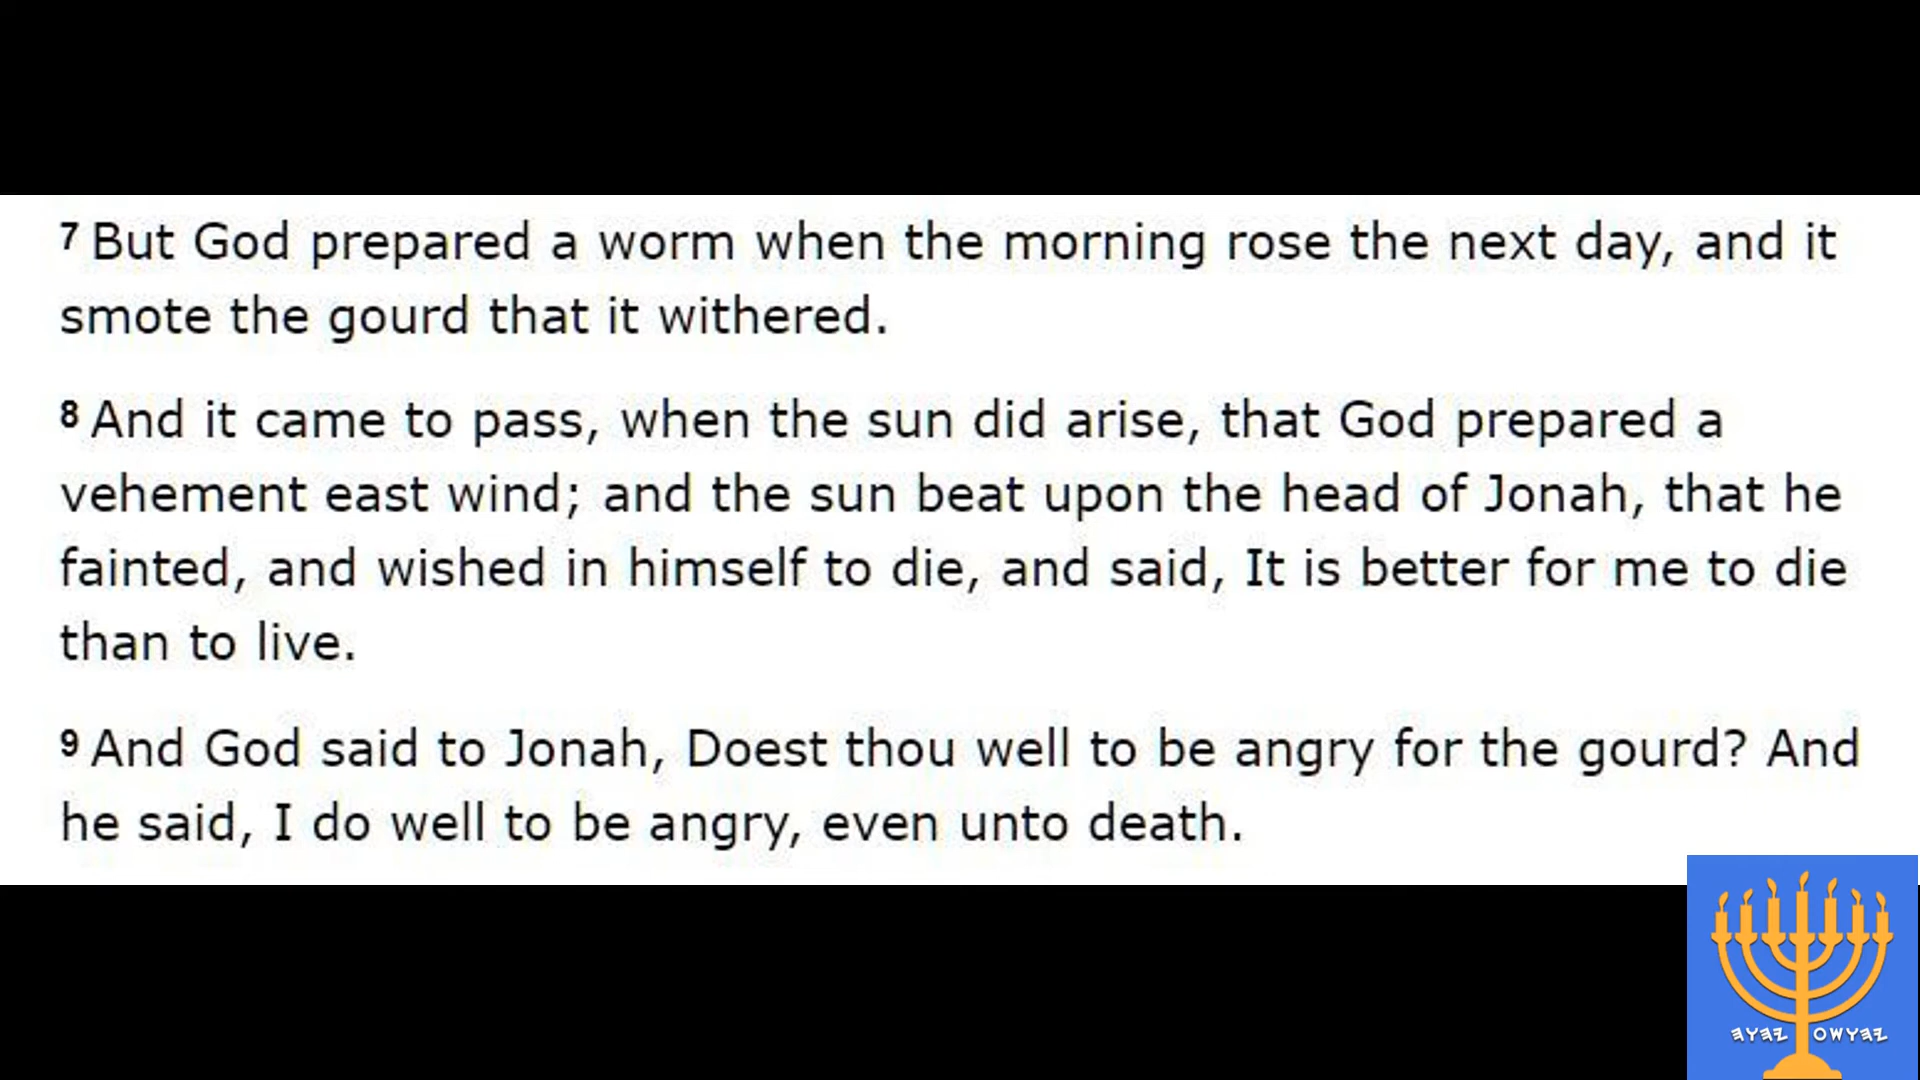 7 But God prepared a worm when the morning rose the next day, and it
smote the gourd that it withered.
8 And it came to pass, when the sun did arise, that God prepared a
vehement east wind; and the sun beat upon the head of Jonah, that he
fainted, and wished in himself to die, and said, It is better for me to die
than to live.
9 And God said to Jonah, Doest thou well to be angry for the gourd? And
he said, I do well to be angry, even unto death.